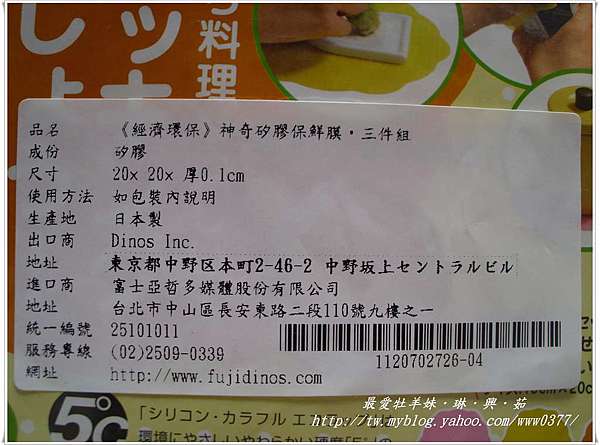 料理
品名 《經濟環保》神奇矽膠保鮮膜‧三件組
成份 矽膠
尺寸 20× 20× 厚0.1cm
使用方法 如包裝內說明
生產地 日本製
出口商 Dinos Inc.
地址 東京都中野区本町2-46-2 中野坂上セントラルビル
進口商 富士亞哲多媒體股份有限公司
地址 台北市中山區長安東路二段110號九樓之一
統一編號 25101011
服務專線 (02)2509-0339
1120702726-04
網址 http://www.fujidinos.com
5℃
「シリコン・カラフル エコ
最愛牡羊妹‧琳‧興‧茹
http://tw.myblog.yahoo.com/www0377/